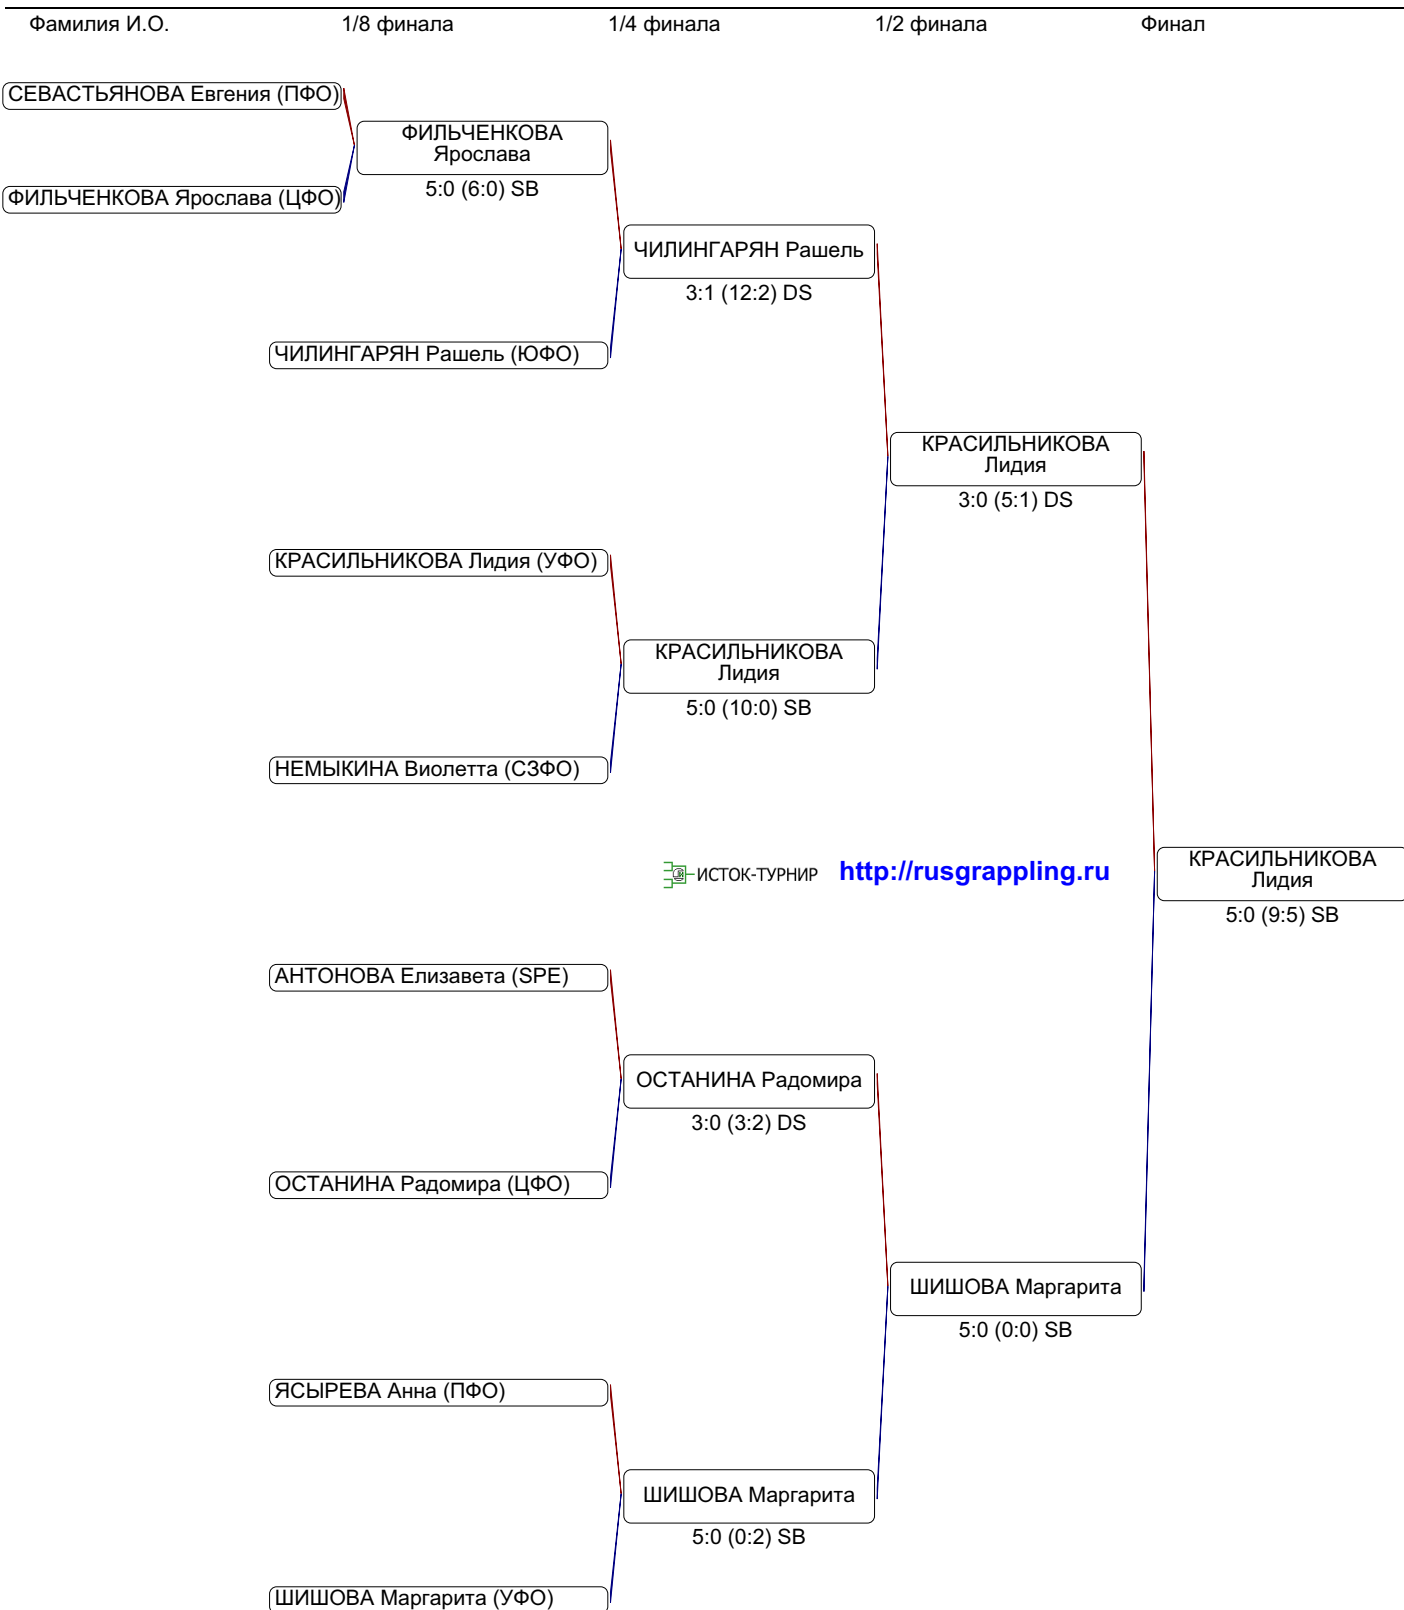 Фамилия И.О. 1/8 финала 1/4 финала 1/2 финала Финал
СЕВАСТЬЯНОВА Евгения (ПФО)
ФИЛЬЧЕНКОВА
Ярослава
5:0 (6:0) SB
ФИЛЬЧЕНКОВА Ярослава (ЦФО)
ЧИЛИНГАРЯН Рашель
3:1 (12:2) DS
ЧИЛИНГАРЯН Рашель (ЮФО)
КРАСИЛЬНИКОВА
Лидия
3:0 (5:1) DS
КРАСИЛЬНИКОВА Лидия (УФО)
КРАСИЛЬНИКОВА
Лидия
5:0 (10:0) SB
НЕМЫКИНА Виолетта (СЗФО)
ИСТОК-ТУРНИР http://rusgrappling.ru
КРАСИЛЬНИКОВА
Лидия
5:0 (9:5) SB
АНТОНОВА Елизавета (SPE)
ОСТАНИНА Радомира
3:0 (3:2) DS
ОСТАНИНА Радомира (ЦФО)
ШИШОВА Маргарита
5:0 (0:0) SB
ЯСЫРЕВА Анна (ПФО)
ШИШОВА Маргарита
5:0 (0:2) SB
ШИШОВА Маргарита (УФО)